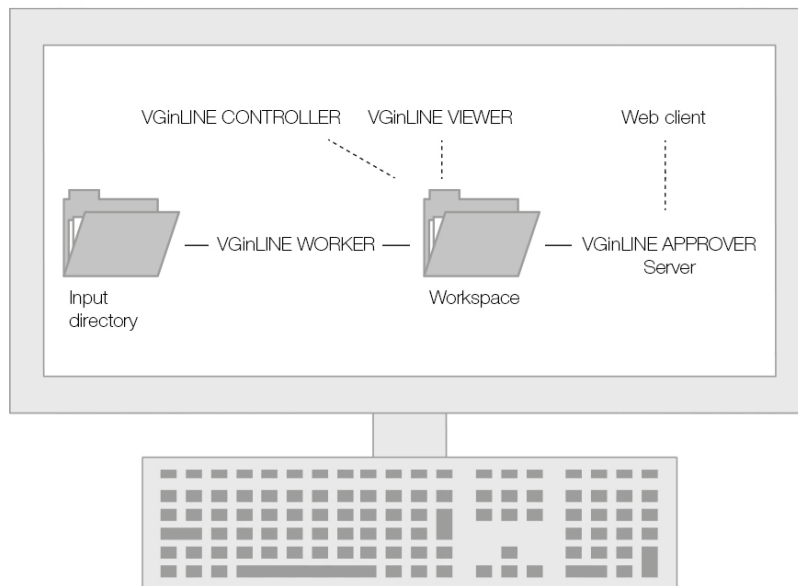 VGinLINE CONTROLLER
VGinLINE VIEWER
Web client
VGinLINE WORKER
VGinLINE APPROVER
Server
Input
directory
Workspace